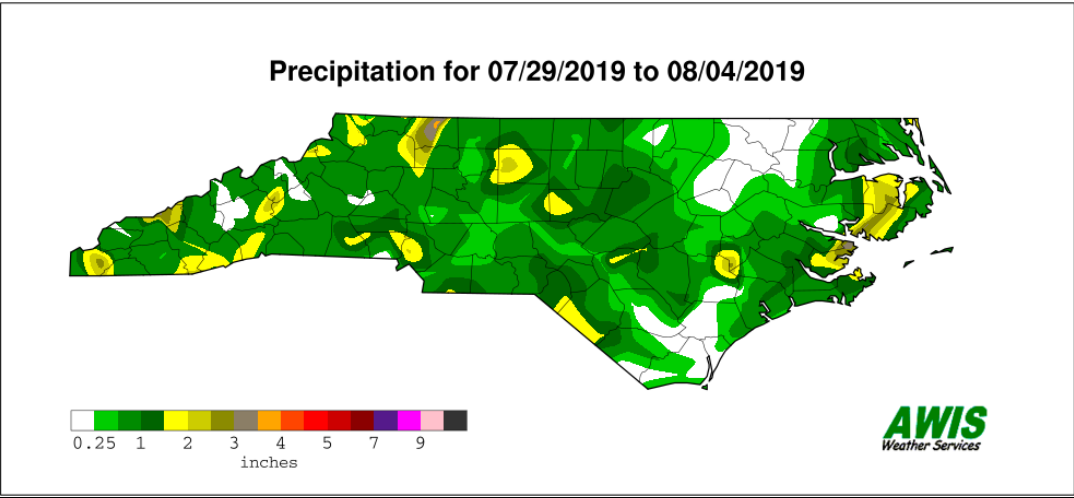 Precipitation for 07/29/2019 to 08/04/2019
0.25 1 2 3 4 5 7 9
inches
AWIS
Weather Services